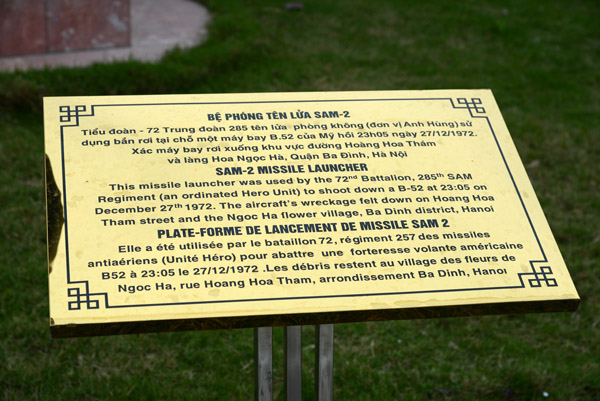 BỆ PHÓNG TÊN LỬA SAM-2
Tiểu đoàn - 72 Trung đoàn 285 tên lửa phòng không (đơn vị Anh Hùng) sử
dụng bắn rơi tại chỗ một máy bay B.52 của Mỹ hồi 23h05 ngày 27/12/1972.
Xác máy bay rơi xuống khu vực đường Hoàng Hoa Thám
và làng Hoa Ngọc Hà, Quận Ba Đình, Hà Nội
SAM-2 MISSILE LAUNCHER
This missile launcher was used by the 72nd Battalion, 285th SAM
Regiment (an ordinated Hero Unit) to shoot down a B-52 at 23:05 on
December 27th 1972. The aircraft's wreckage felt down on Hoang Hoa
Tham street and the Ngoc Ha flower village, Ba Dinh district, Hanoi
PLATE-FORME DE LANCEMENT DE MISSILE SAM 2
Elle a été utilisée par le bataillon 72, régiment 257 des missiles
antiaériens (Unité Héro) pour abattre une forteresse volante américaine
B52 à 23:05 le 27/12/1972 .Les débris restent au village des fleurs de
Ngoc Ha, rue Hoang Hoa Tham, arrondissement Ba Dinh, Hanoi